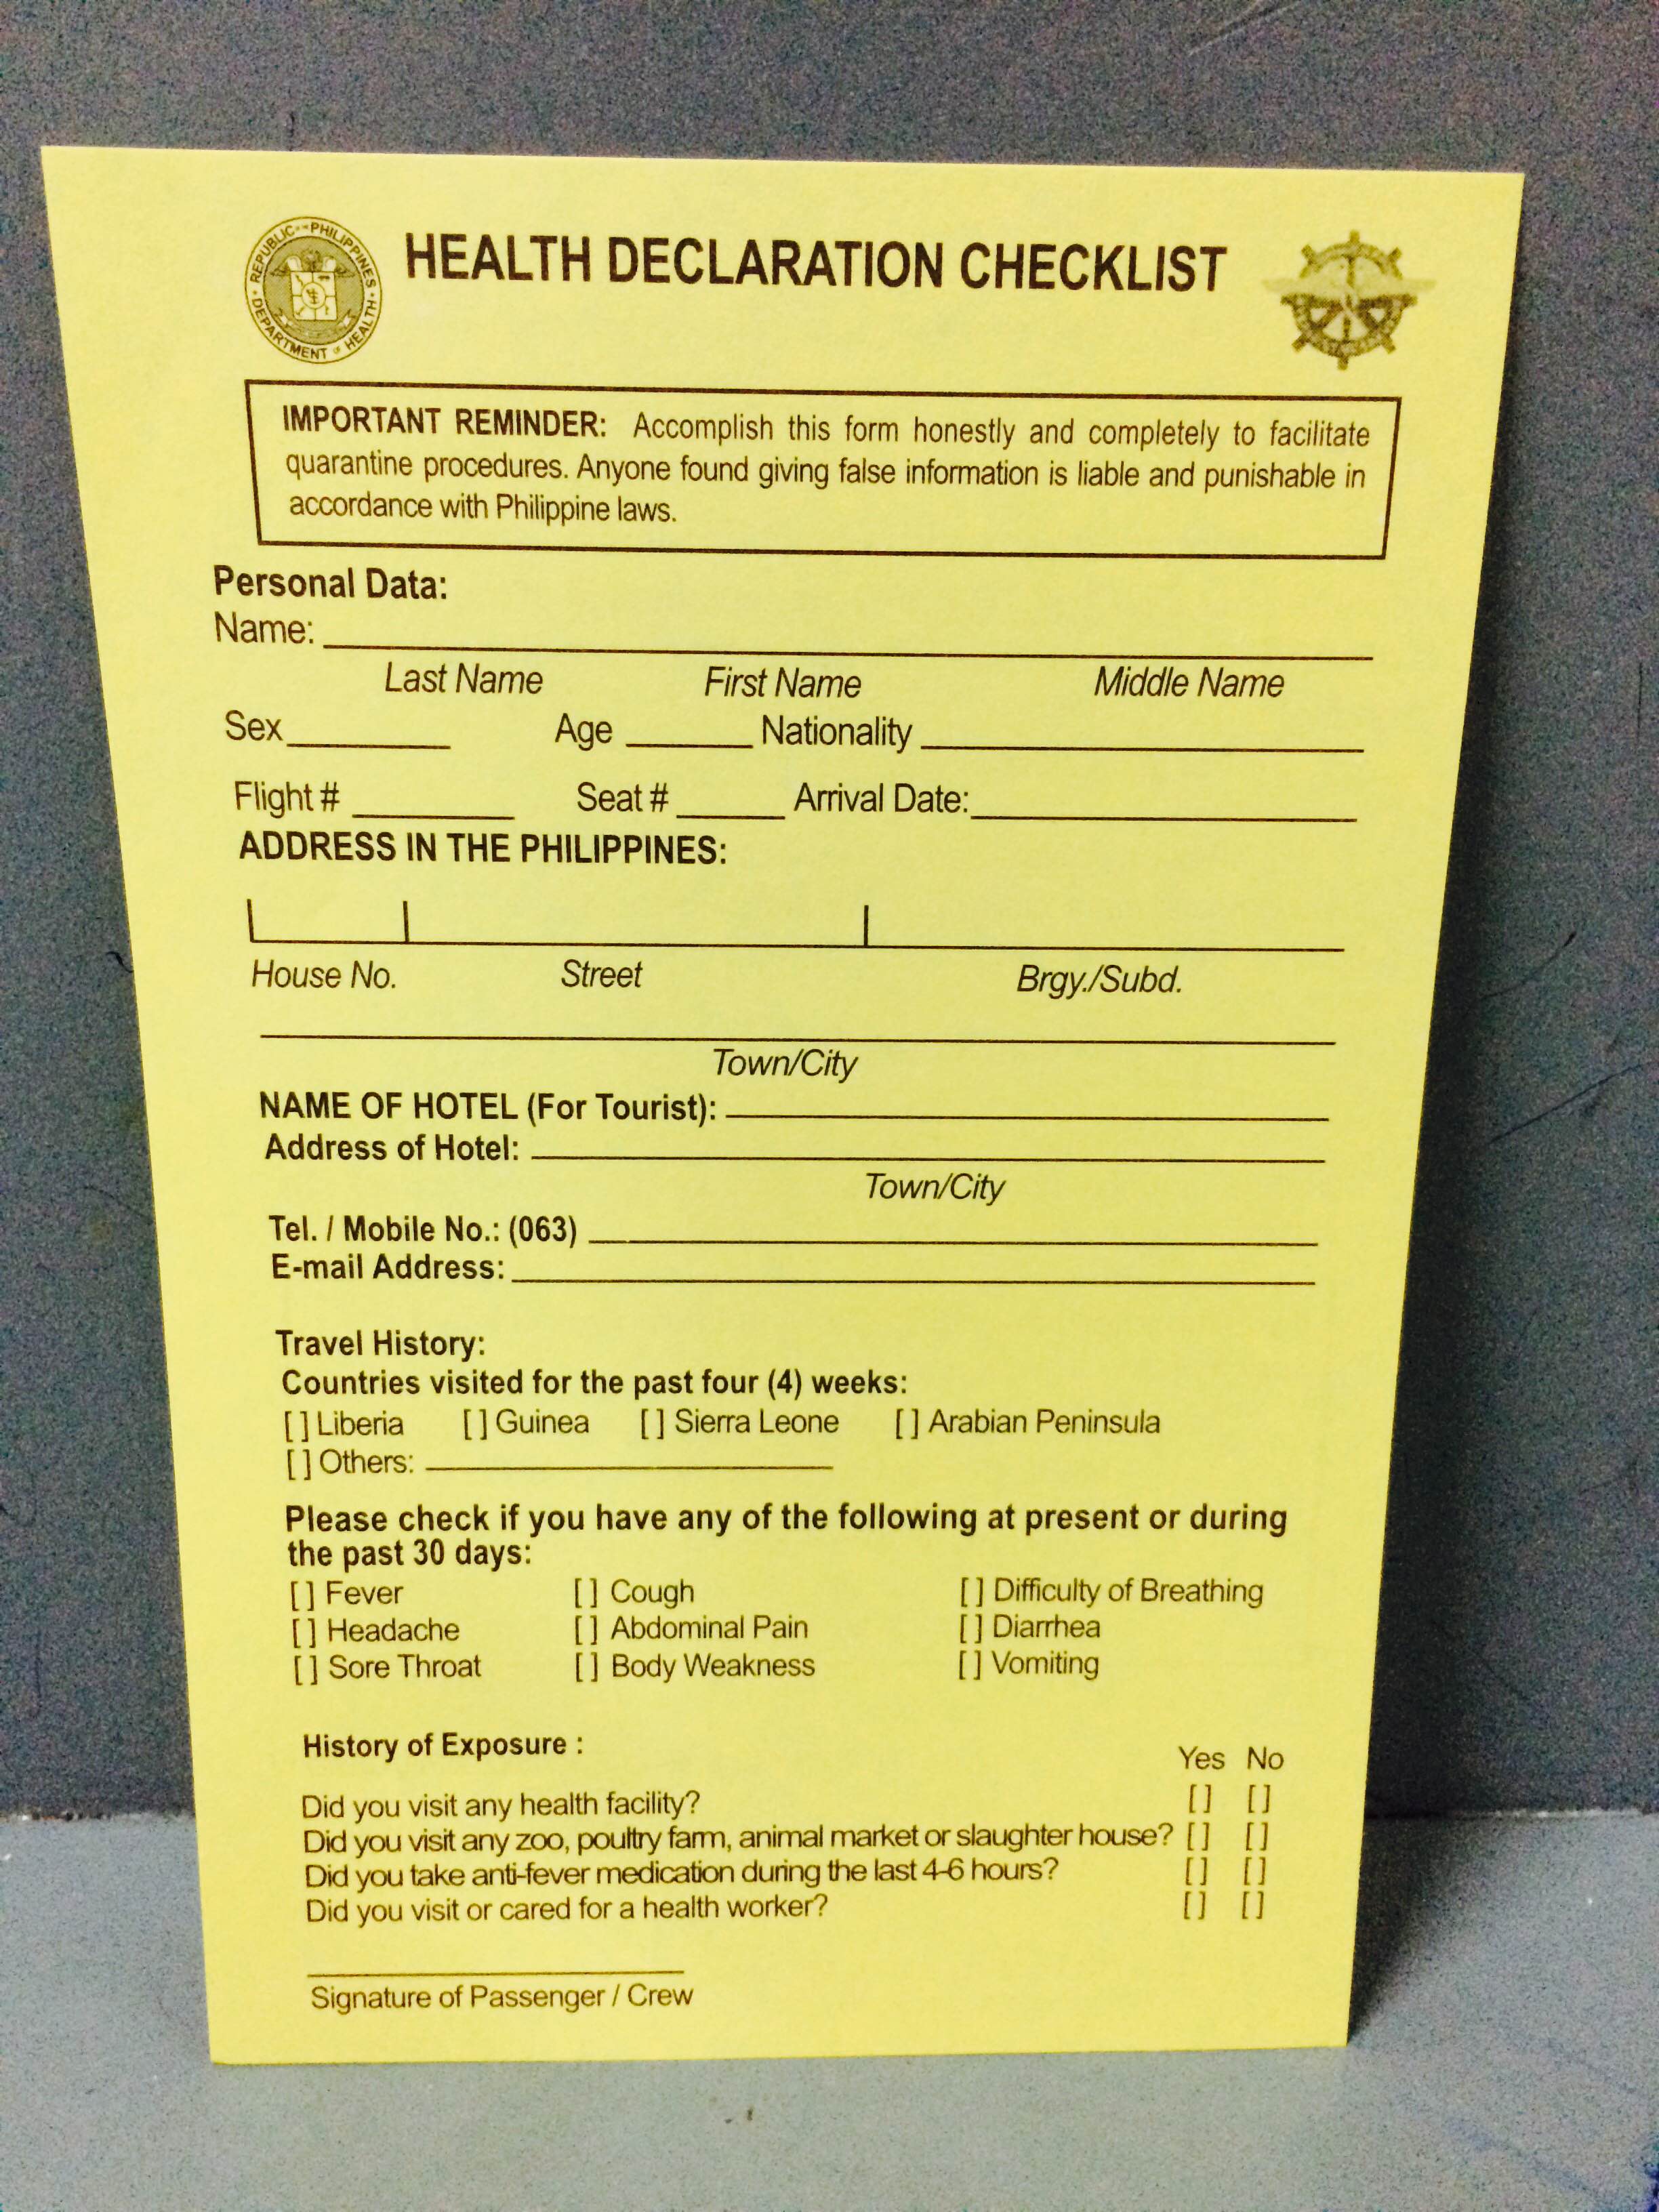 REPUBLIC OF PHILIPPINES
DEPARTMENT OF HEALTH
HEALTH DECLARATION CHECKLIST
IMPORTANT REMINDER: Accomplish this form honestly and completely to facilitate
quarantine procedures. Anyone found giving false information is liable and punishable in
accordance with Philippine laws.
Personal Data:
Name:
Last Name First Name Middle Name
Sex Age Nationality
Flight # Seat # Arrival Date:
ADDRESS IN THE PHILIPPINES:
House No. Street Brgy./Subd.
Town/City
NAME OF HOTEL (For Tourist):
Address of Hotel:
Town/City
Tel. / Mobile No.: (063)
E-mail Address:
Travel History:
Countries visited for the past four (4) weeks:
[ ] Liberia [ ] Guinea [ ] Sierra Leone [ ] Arabian Peninsula
[ ] Others:
Please check if you have any of the following at present or during
the past 30 days:
[ ] Fever [ ] Cough [ ] Difficulty of Breathing
[ ] Headache [ ] Abdominal Pain [ ] Diarrhea
[ ] Sore Throat [ ] Body Weakness [ ] Vomiting
History of Exposure :
Yes No
Did you visit any health facility? [ ] [ ]
Did you visit any zoo, poultry farm, animal market or slaughter house? [ ] [ ]
Did you take anti-fever medication during the last 4-6 hours? [ ] [ ]
Did you visit or cared for a health worker? [ ] [ ]
Signature of Passenger / Crew